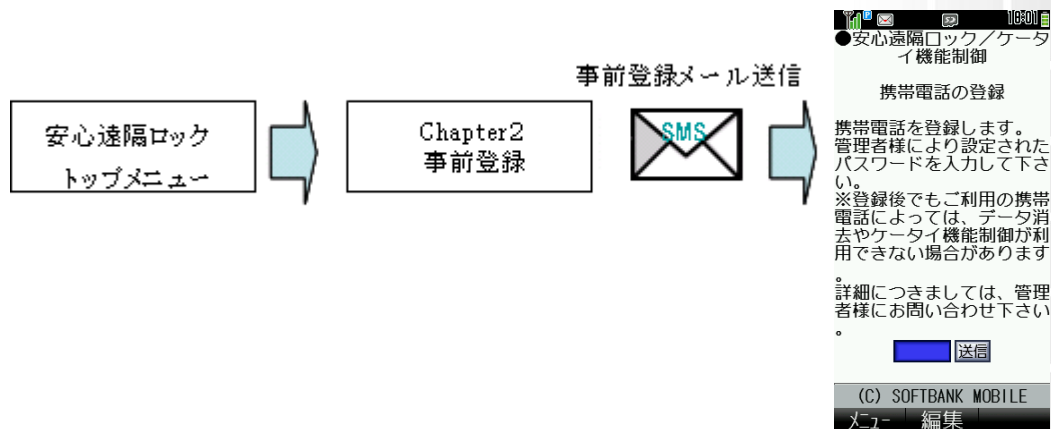 安心遠隔ロック
トップメニュー
Chapter2
事前登録
事前登録メール送信
SMS
18:01
●安心遠隔ロック／ケータ
イ機能制御
携帯電話の登録
携帯電話を登録します。
管理者様により設定された
パスワードを入力して下さ
い。
※登録後でもご利用の携帯
電話によっては、データ消
去やケータイ機能制御が利
用できない場合があります
。
詳細につきましては、管理
者様にお問い合わせ下さい
。
送信
(C) SOFTBANK MOBILE
メニュー 編集